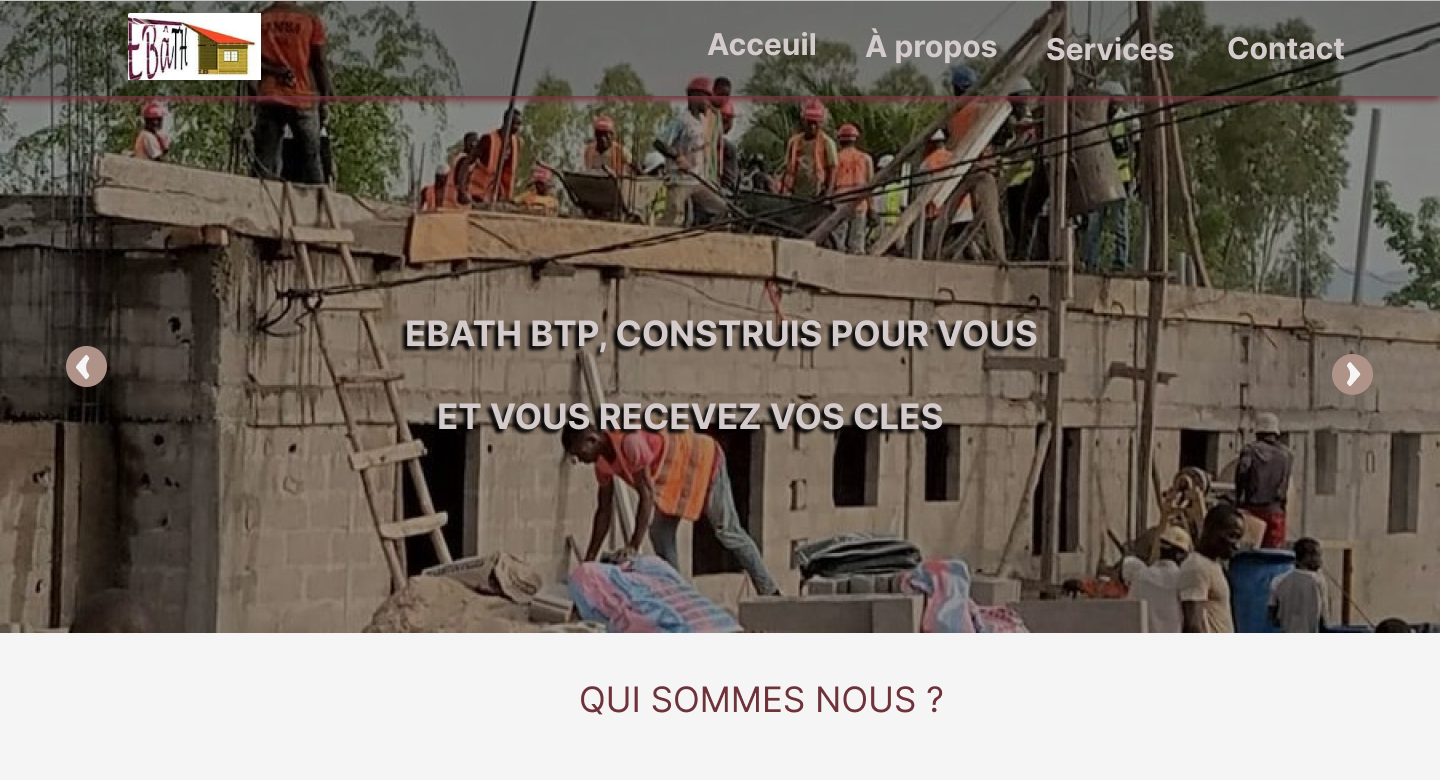 EBâTH
Acceuil
À propos
Services
Contact
EBATH BTP, CONSTRUIS POUR VOUS
ET VOUS RECEVEZ VOS CLES
QUI SOMMES NOUS ?